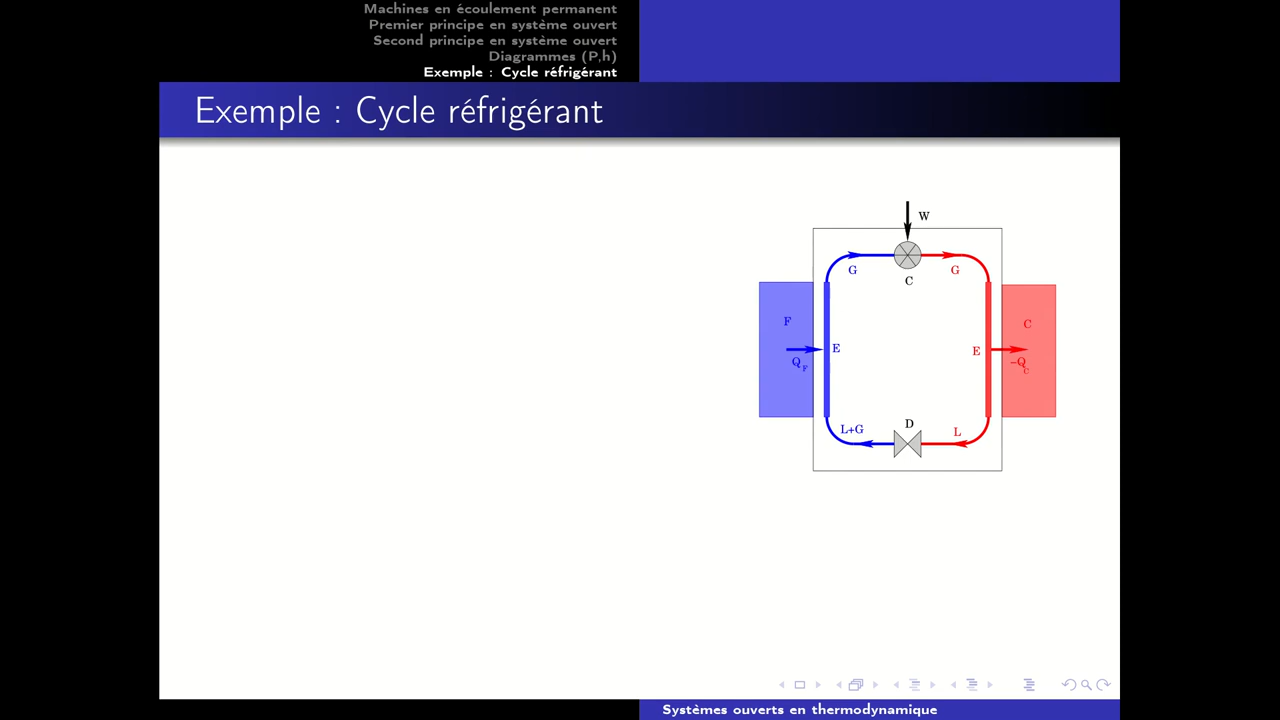 Machines en écoulement permanent
Premier principe en système ouvert
Second principe en système ouvert
Diagrammes (P,h)
Exemple : Cycle réfrigérant
Exemple : Cycle réfrigérant
W
G
G
C
F
C
E
E
Q_F
−Q_C
D
L+G
L
Systèmes ouverts en thermodynamique